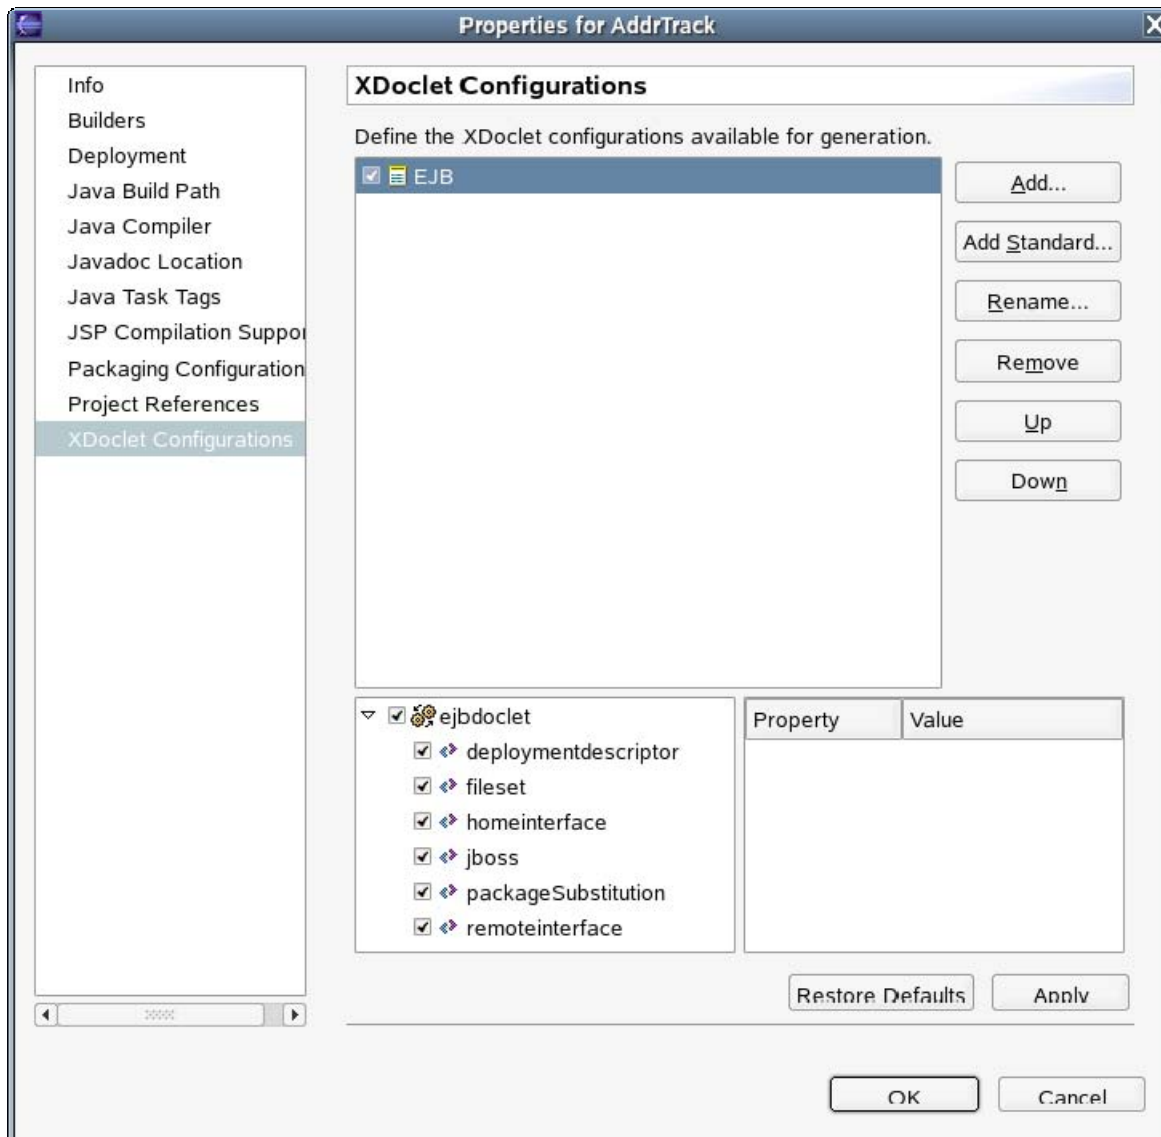 Properties for AddrTrack
Info
Builders
Deployment
Java Build Path
Java Compiler
Javadoc Location
Java Task Tags
JSP Compilation Suppor
Packaging Configuration
Project References
XDoclet Configurations
XDoclet Configurations
Define the XDoclet configurations available for generation.
EJB
Add...
Add Standard...
Rename...
Remove
Up
Down
ejbdoclet
deploymentdescriptor
fileset
homeinterface
jboss
packageSubstitution
remoteinterface
Property Value
Restore Defaults Apply
OK Cancel